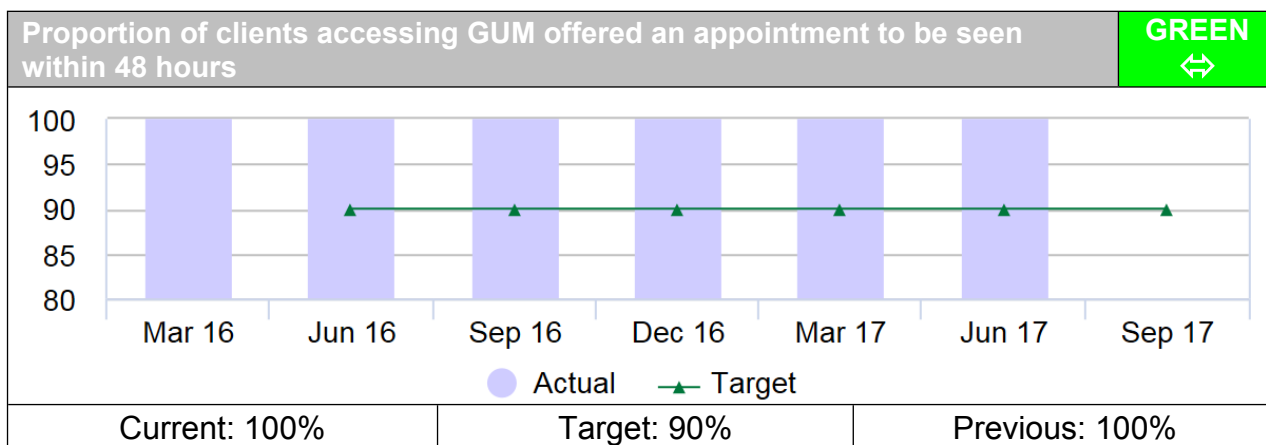 Proportion of clients accessing GUM offered an appointment to be seen
within 48 hours
GREEN
⇔
100
95
90
85
80
Mar 16 Jun 16 Sep 16 Dec 16 Mar 17 Jun 17 Sep 17
Actual Target
Current: 100% Target: 90% Previous: 100%